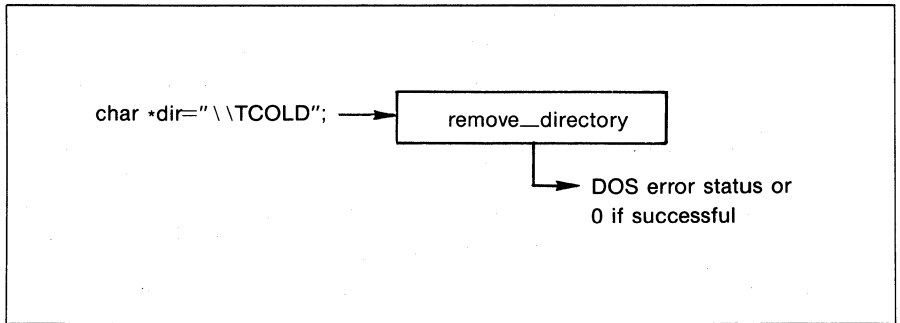 char *dir="\\TCOLD";
remove_directory
DOS error status or
0 if successful